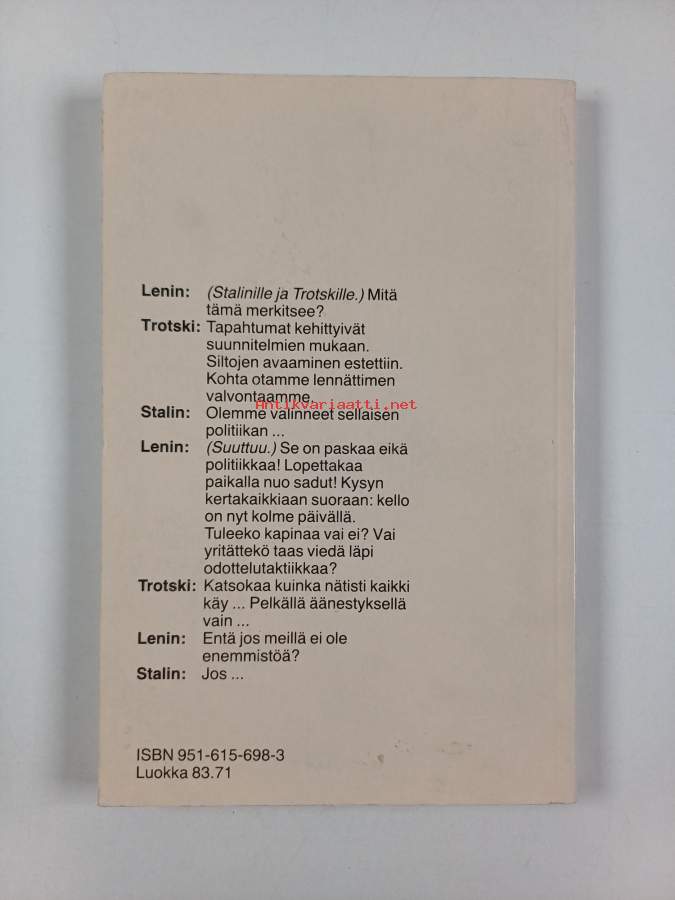 Lenin: (Stalinille ja Trotskille.) Mitä
tämä merkitsee?
Trotski: Tapahtumat kehittyivät
suunnitelmien mukaan.
Siltojen avaaminen estettiin.
Kohta otamme lennättimen
valvontaamme.
Antikvariaatti.net
Stalin: Olemme valinneet sellaisen
politiikan ...
Lenin: (Suuttuu.) Se on paskaa eikä
politiikkaa! Lopettakaa
paikalla nuo sadut! Kysyn
kertakaikkiaan suoraan: kello
on nyt kolme päivällä.
Tuleeko kapinaa vai ei? Vai
yritättekö taas viedä läpi
odottelutaktiikkaa?
Trotski: Katsokaa kuinka nätisti kaikki
käy ... Pelkällä äänestyksellä
vain ...
Lenin: Entä jos meillä ei ole
enemmistöä?
Stalin: Jos ...
ISBN 951-615-698-3
Luokka 83.71